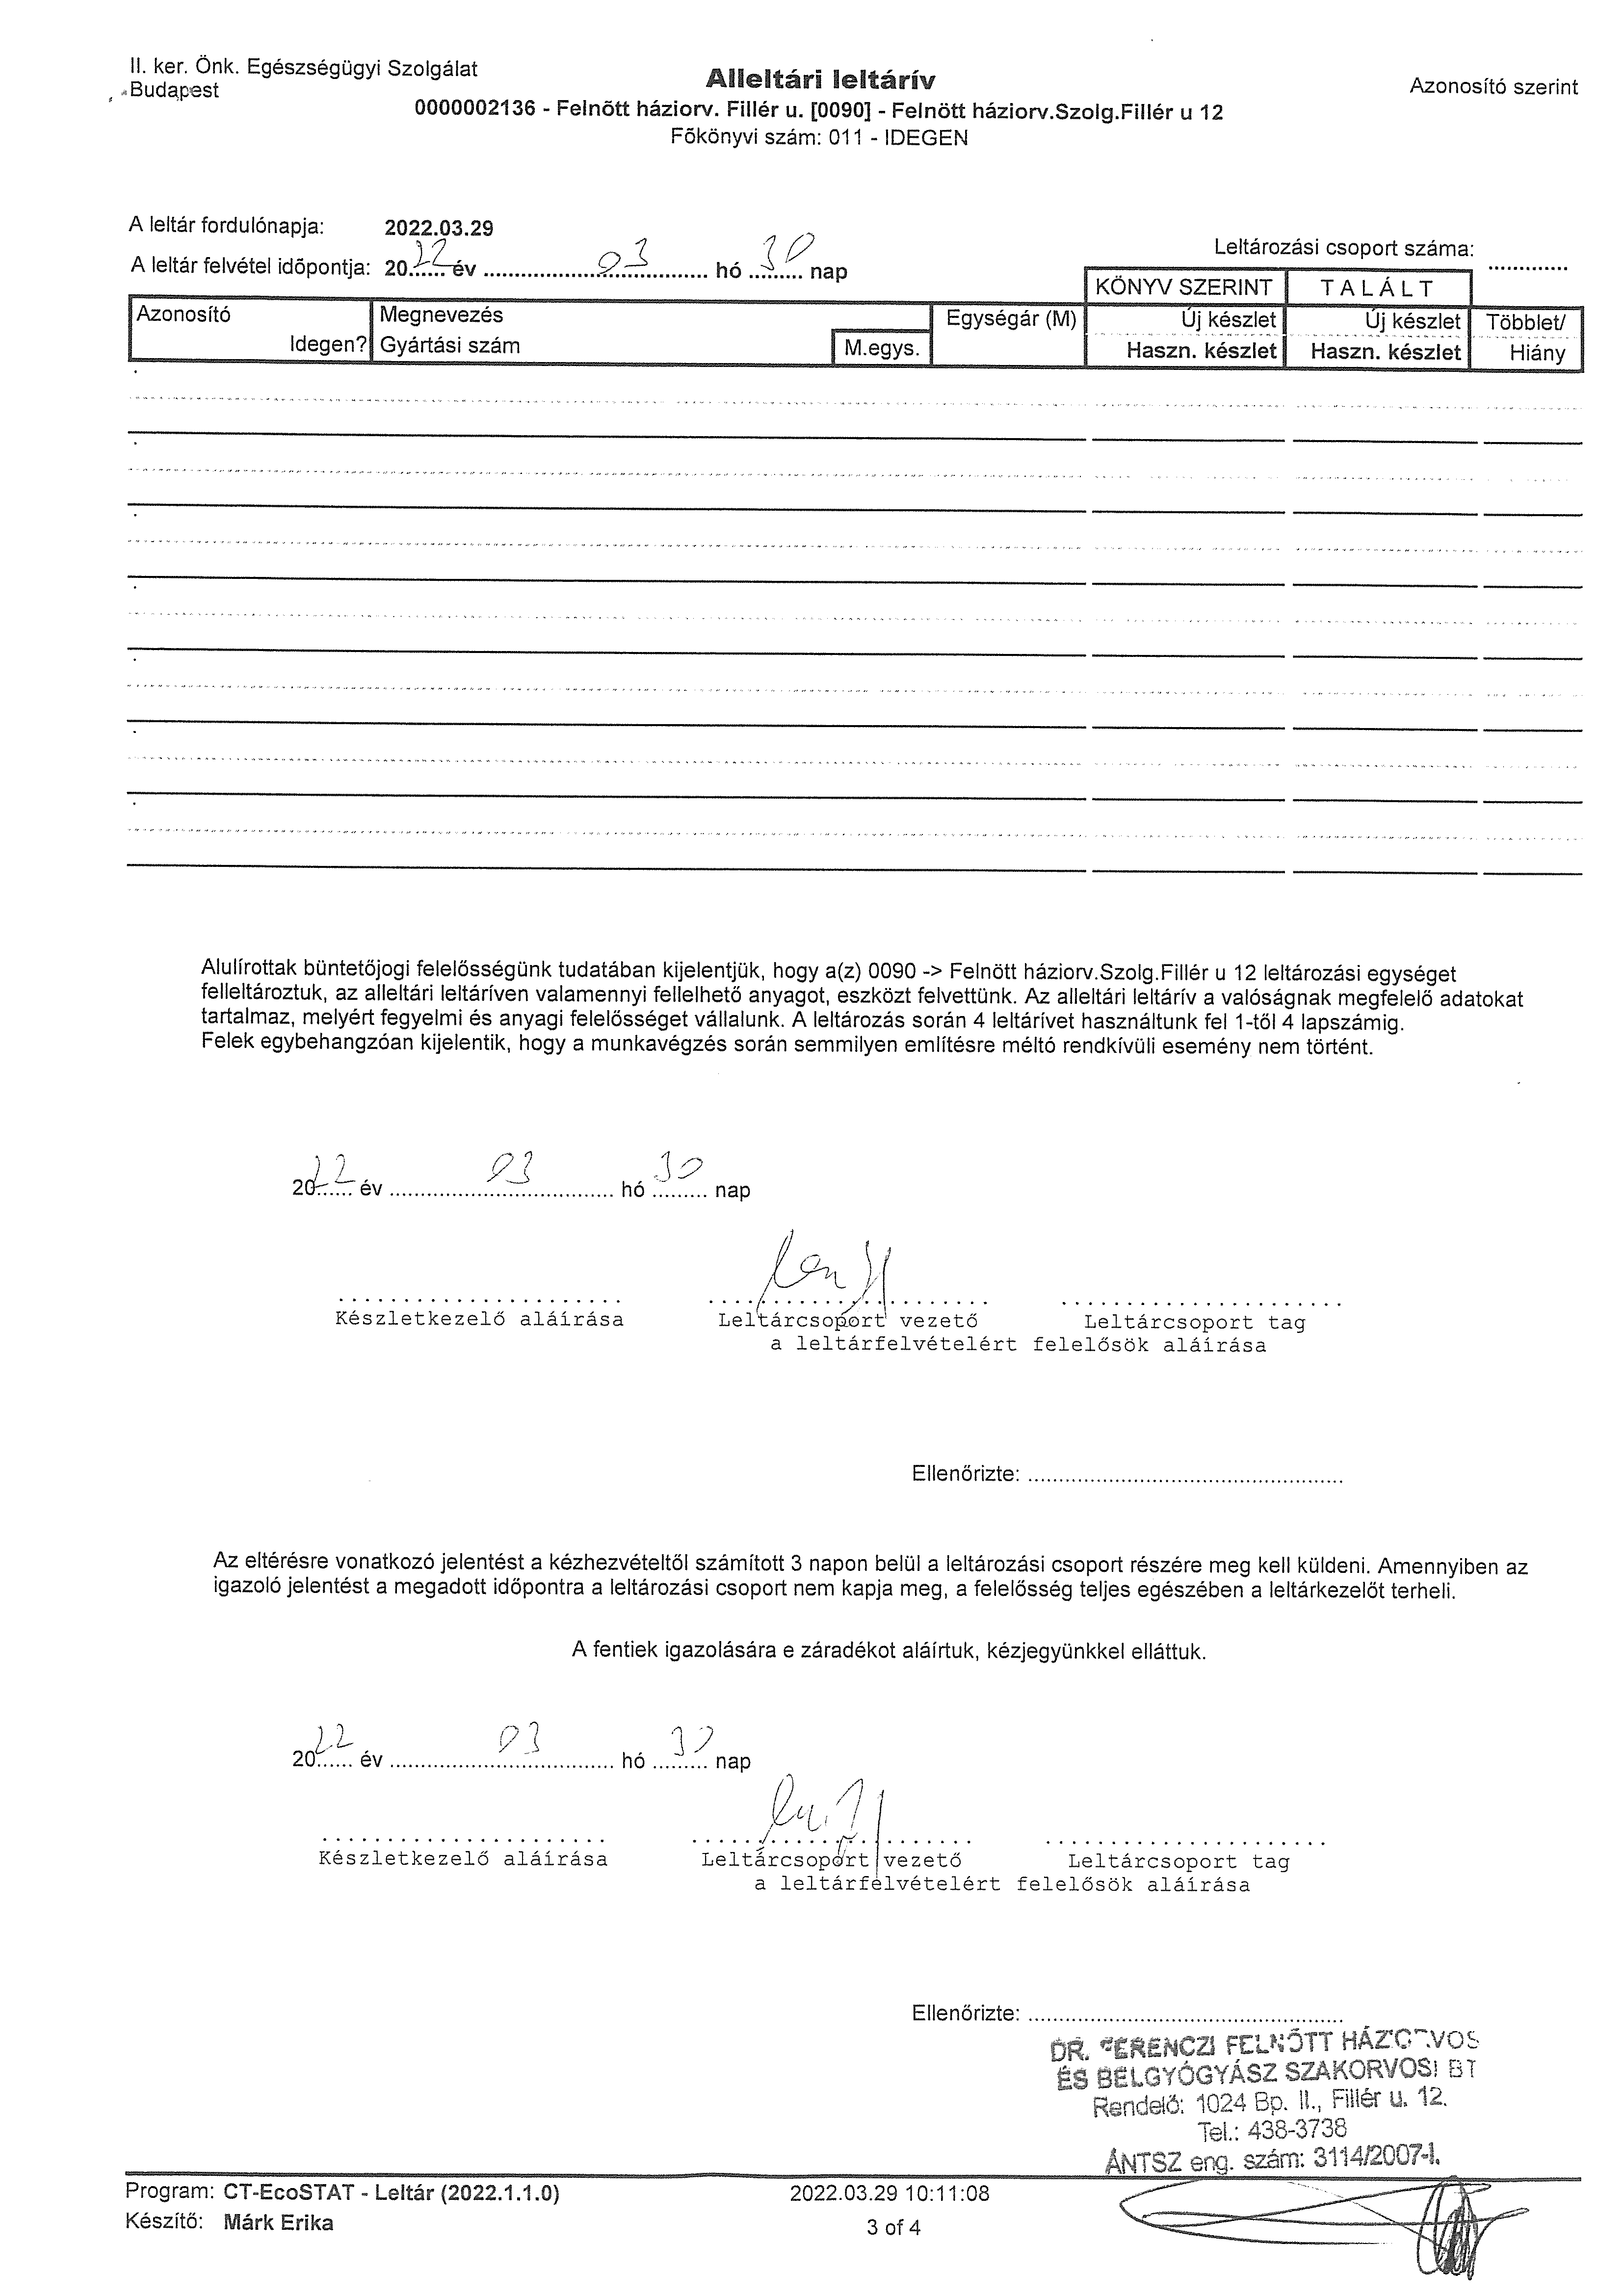 II. ker. Önk. Egészségügyi Szolgálat
Budapest
Alleltári leltárív
Azonosító szerint
0000002136 - Felnõtt háziorv. Fillér u. [0090] - Felnött háziorv.Szolg.Fillér u 12
Fõkönyvi szám: 011 - IDEGEN
A leltár fordulónapja: 2022.03.29
Leltározási csoport száma: .............
A leltár felvétel idõpontja: 2022 év 03 hó 30 nap
KÖNYV SZERINT TALÁLT
Azonosító Megnevezés Egységár (M) Új készlet Új készlet Többlet/
Idegen? Gyártási szám M.egys. Haszn. készlet Haszn. készlet Hiány
Alulírottak büntetőjogi felelősségünk tudatában kijelentjük, hogy a(z) 0090 -> Felnött háziorv.Szolg.Fillér u 12 leltározási egységet
felleltároztuk, az alleltári leltáríven valamennyi fellelhető anyagot, eszközt felvettünk. Az alleltári leltárív a valóságnak megfelelő adatokat
tartalmaz, melyért fegyelmi és anyagi felelősséget vállalunk. A leltározás során 4 leltárívet használtunk fel 1-től 4 lapszámig.
Felek egybehangzóan kijelentik, hogy a munkavégzés során semmilyen említésre méltó rendkívüli esemény nem történt.
2022 év 03 hó 30 nap
Készletkezelő aláírása Leltárcsoport vezető Leltárcsoport tag
a leltárfelvételért felelősök aláírása
Ellenőrizte: ....................
Az eltérésre vonatkozó jelentést a kézhezvételtől számított 3 napon belül a leltározási csoport részére meg kell küldeni. Amennyiben az
igazoló jelentést a megadott időpontra a leltározási csoport nem kapja meg, a felelősség teljes egészében a leltárkezelőt terheli.
A fentiek igazolására e záradékot aláírtuk, kézjegyünkkel elláttuk.
2022 év 03 hó 30 nap
Készletkezelő aláírása Leltárcsoport vezető Leltárcsoport tag
a leltárfelvételért felelősök aláírása
Ellenőrizte: ....................
DR. FERENCZI FELNŐTT HÁZIORVOS
ÉS BELGYÓGYÁSZ SZAKORVOSI BT
Rendelő: 1024 Bp. II., Fillér u. 12.
Tel.: 438-3738
ÁNTSZ eng. szám: 3114/2007-I.
Program: CT-EcoSTAT - Leltár (2022.1.1.0) 2022.03.29 10:11:08
Készítő: Márk Erika 3 of 4